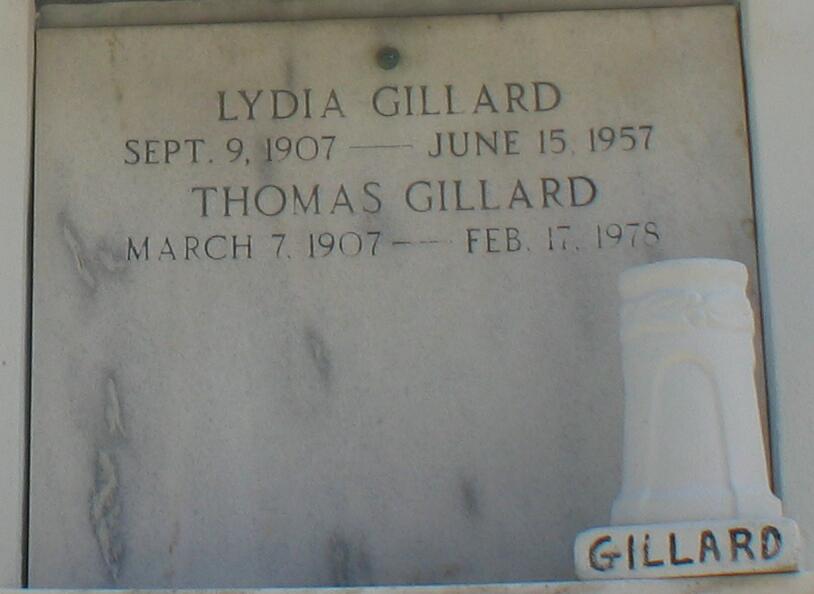 LYDIA GILLARD
SEPT. 9, 1907 — JUNE 15, 1957
THOMAS GILLARD
MARCH 7, 1907 — FEB. 17, 1978
GILLARD